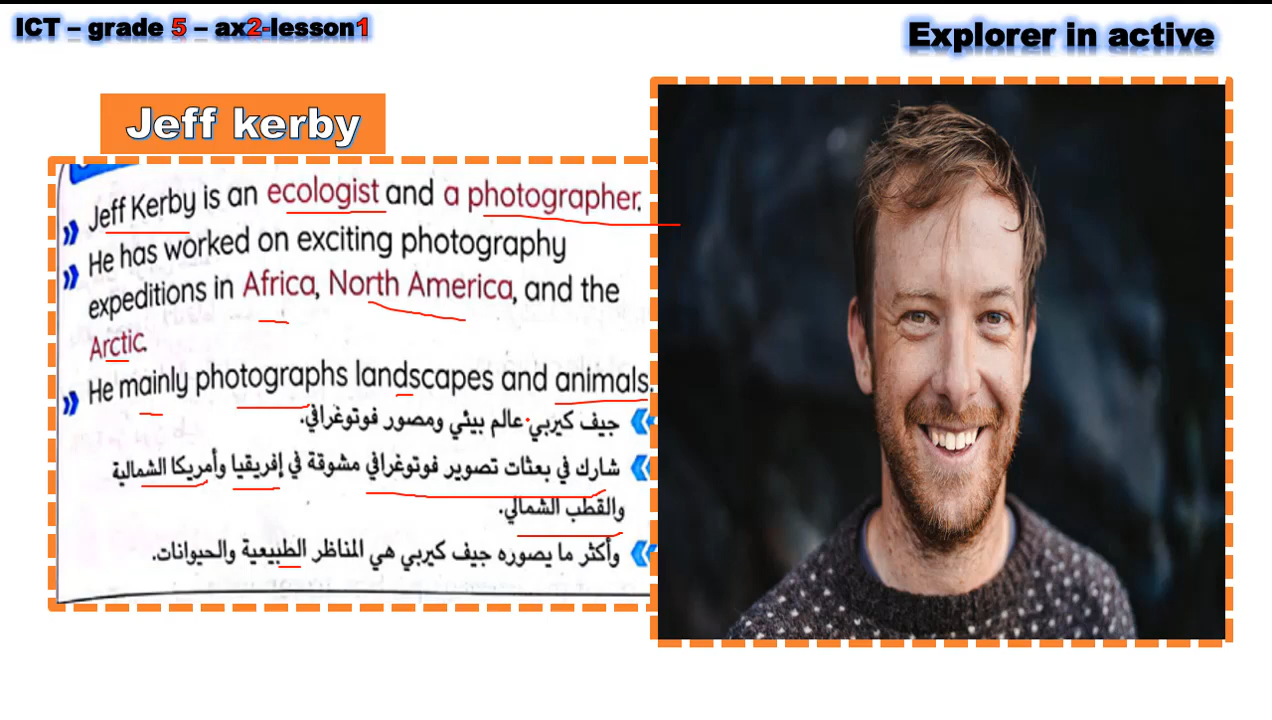 ICT – grade 5 – ax2-lesson1
Explorer in active
Jeff kerby
Jeff Kerby is an ecologist and a photographer.
He has worked on exciting photography
expeditions in Africa, North America, and the
Arctic.
He mainly photographs landscapes and animals.
جيف كيربي عالم بيئي ومصور فوتوغرافي.
شارك في بعثات تصوير فوتوغرافي مشوقة في إفريقيا وأمريكا الشمالية
والقطب الشمالي.
وأكثر ما يصوره جيف كيربي هي المناظر الطبيعية والحيوانات.